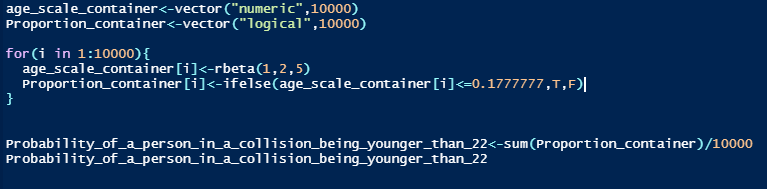 age_scale_container<-vector("numeric",10000)
Proportion_container<-vector("logical",10000)
for(i in 1:10000){
age_scale_container[i]<-rbeta(1,2,5)
Proportion_container[i]<-ifelse(age_scale_container[i]<=0.1777777,T,F)
}
Probability_of_a_person_in_a_collision_being_younger_than_22<-sum(Proportion_container)/10000
Probability_of_a_person_in_a_collision_being_younger_than_22